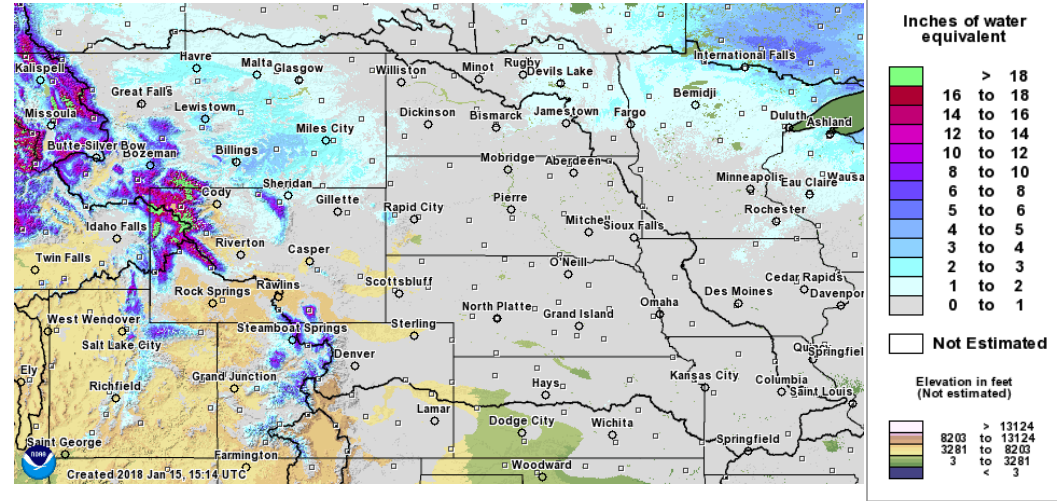 Kalispell
Havre
Malta
Glasgow
Williston
Minot
Rugby
Devils Lake
International Falls
Great Falls
Lewistown
Missoula
Dickinson
Bismarck
Jamestown
Fargo
Bemidji
Duluth
Ashland
Butte-Silver Bow
Bozeman
Billings
Miles City
Mobridge
Aberdeen
Minneapolis
Eau Claire
Wausa
Cody
Sheridan
Gillette
Rapid City
Pierre
Mitchell
Sioux Falls
Rochester
Idaho Falls
Riverton
Casper
O'Neill
Twin Falls
Rock Springs
Rawlins
Scottsbluff
North Platte
Grand Island
Omaha
Des Moines
Cedar Rapids
Davenpor
West Wendover
Salt Lake City
Steamboat Springs
Sterling
Denver
Ely
Richfield
Grand Junction
Hays
Kansas City
Columbia
Springfiel
Saint Louis
Lamar
Dodge City
Wichita
Springfield
Saint George
Farmington
Woodward
Created 2018 Jan 15, 15:14 UTC
Inches of water
equivalent
> 18
16 to 18
14 to 16
12 to 14
10 to 12
8 to 10
6 to 8
5 to 6
4 to 5
3 to 4
2 to 3
1 to 2
0 to 1
Not Estimated
Elevation in feet
(Not estimated)
> 13124
8203 to 13124
3281 to 8203
3 to 3281
< 3